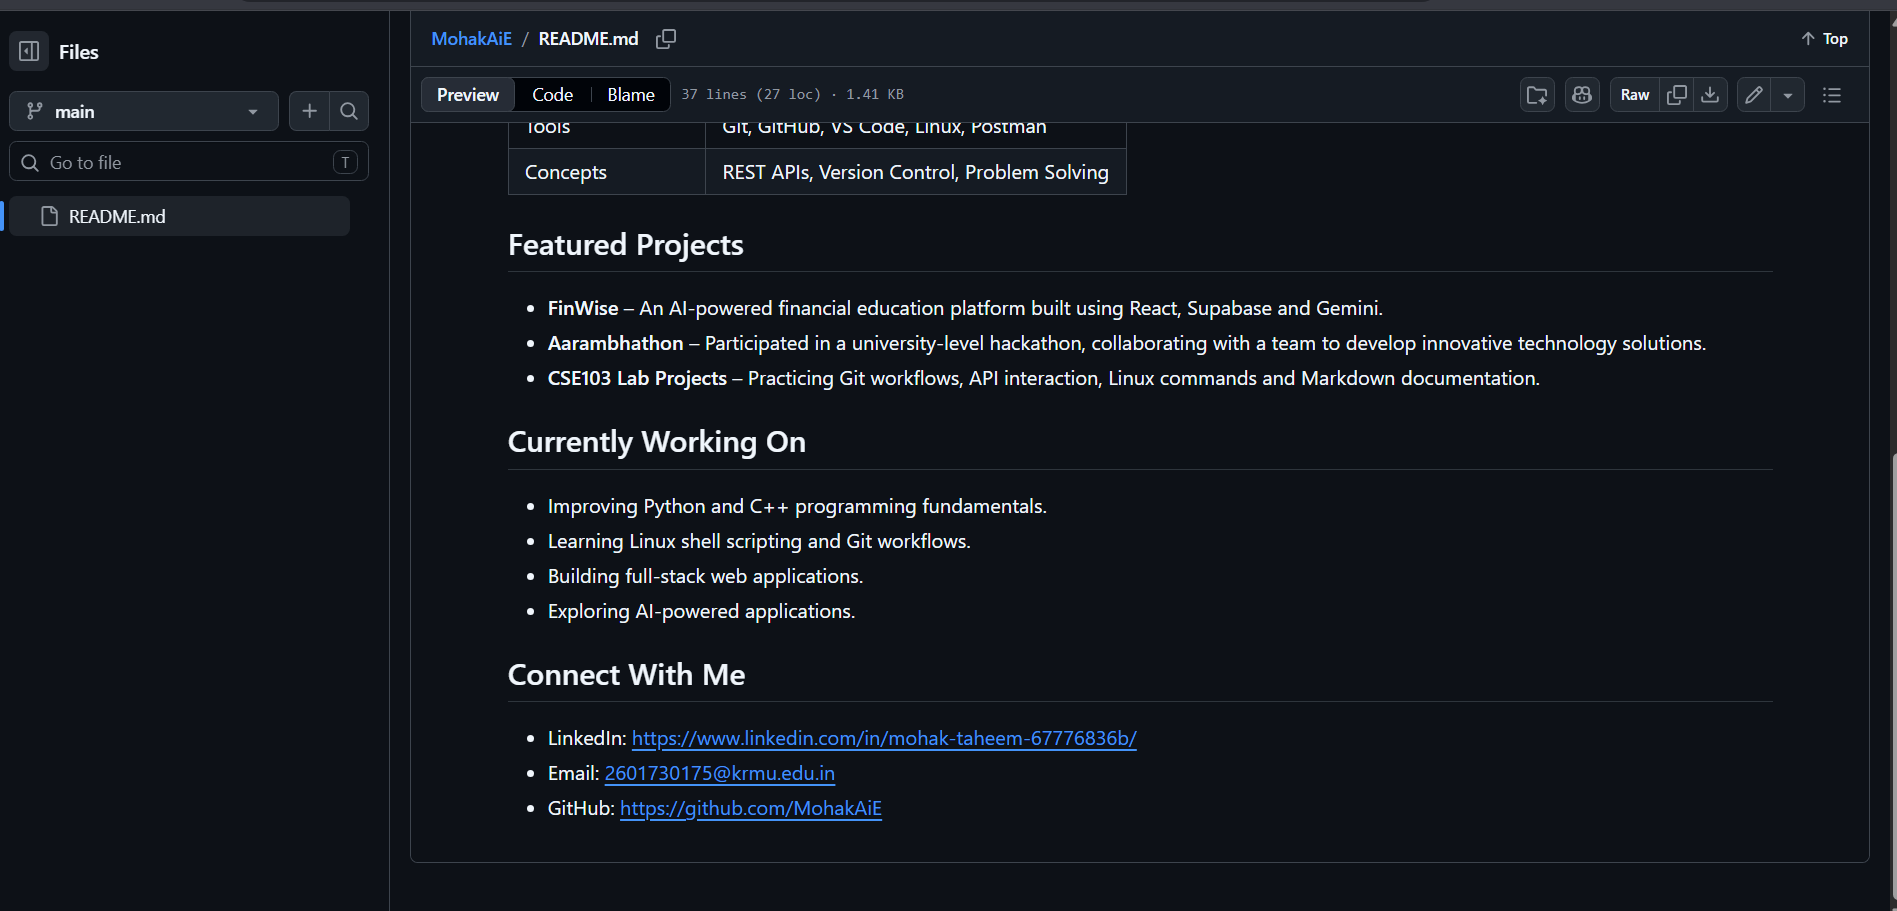 Files
main
Go to file
T
README.md
MohakAiE / README.md
Top
Preview Code Blame 37 lines (27 loc) · 1.41 KB
Raw
Tools Git, GitHub, VS Code, Linux, Postman
Concepts REST APIs, Version Control, Problem Solving
Featured Projects
• FinWise – An AI-powered financial education platform built using React, Supabase and Gemini.
• Aarambhathon – Participated in a university-level hackathon, collaborating with a team to develop innovative technology solutions.
• CSE103 Lab Projects – Practicing Git workflows, API interaction, Linux commands and Markdown documentation.
Currently Working On
• Improving Python and C++ programming fundamentals.
• Learning Linux shell scripting and Git workflows.
• Building full-stack web applications.
• Exploring AI-powered applications.
Connect With Me
• LinkedIn: https://www.linkedin.com/in/mohak-taheem-67776836b/
• Email: 2601730175@krmu.edu.in
• GitHub: https://github.com/MohakAiE